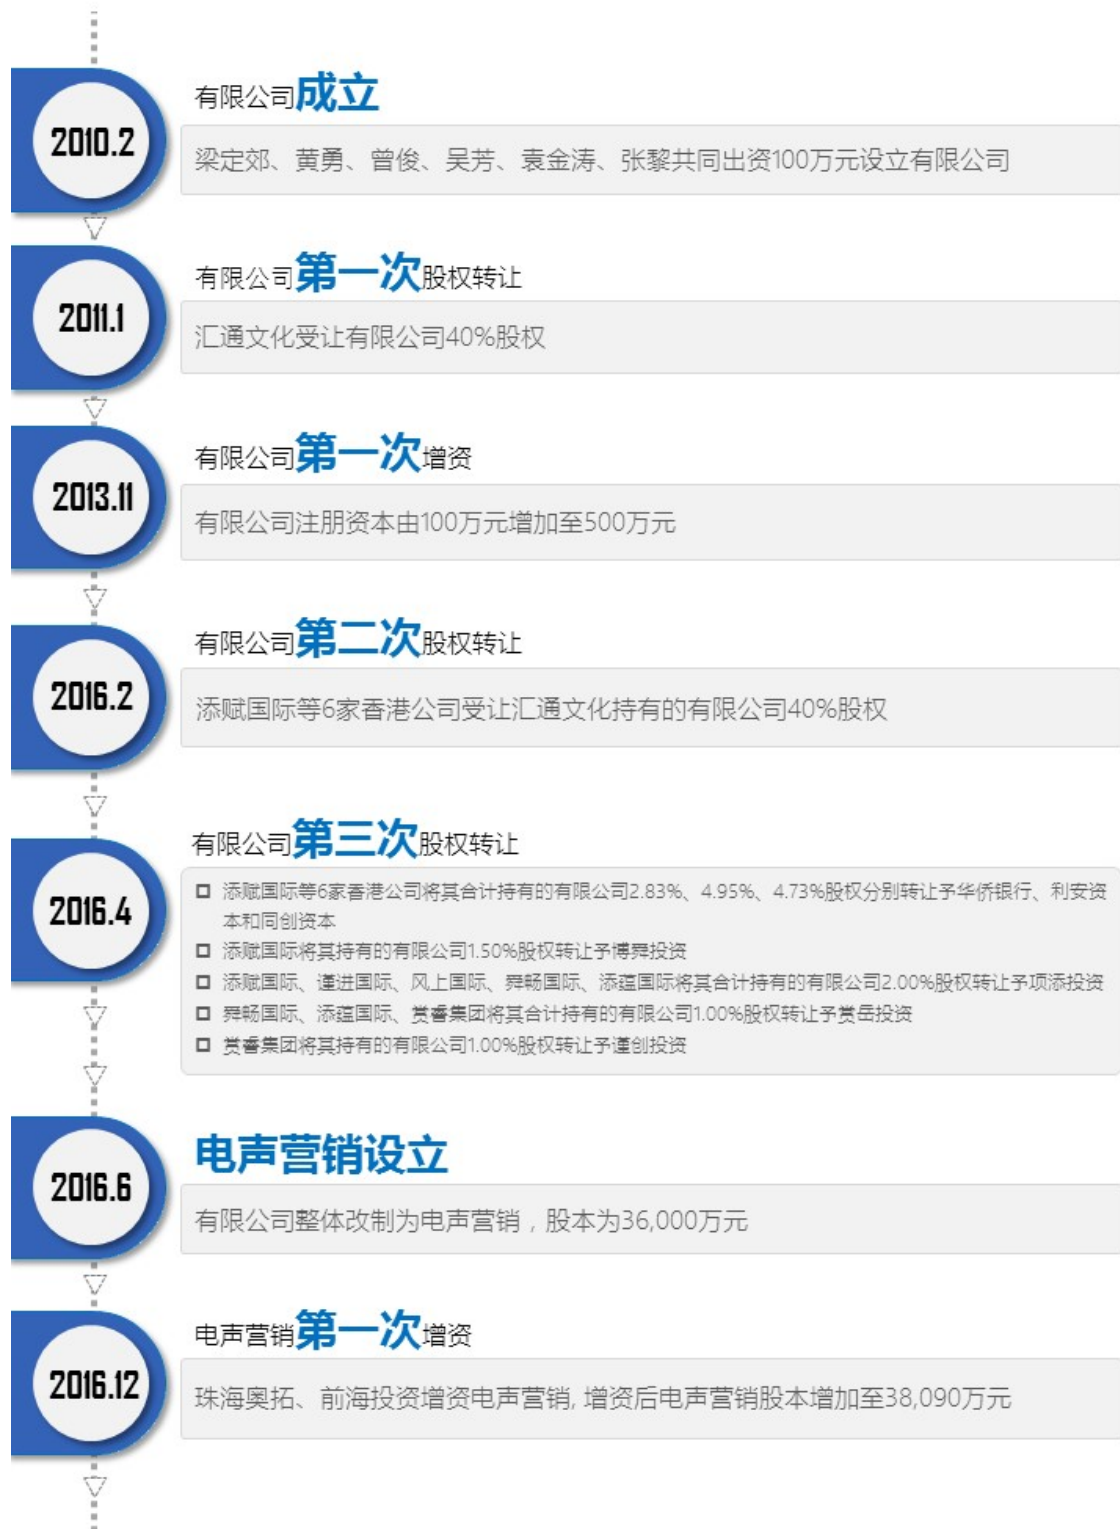 有限公司成立
2010.2
梁定郊、黄勇、曾俊、吴芳、袁金涛、张黎共同出资100万元设立有限公司
有限公司第一次股权转让
2011.1
汇通文化受让有限公司40%股权
有限公司第一次增资
2013.11
有限公司注册资本由100万元增加至500万元
有限公司第二次股权转让
2016.2
添赋国际等6家香港公司受让汇通文化持有的有限公司40%股权
有限公司第三次股权转让
2016.4
添赋国际等6家香港公司将其合计持有的有限公司2.83%、4.95%、4.73%股权分别转让予华侨银行、利安资
本和同创资本
添赋国际将其持有的有限公司1.50%股权转让予博舜投资
添赋国际、谨进国际、风上国际、舜畅国际、添蕴国际将其合计持有的有限公司2.00%股权转让予顷添投资
舜畅国际、添蕴国际、赏睿集团将其合计持有的有限公司1.00%股权转让予赏岳投资
赏睿集团将其持有的有限公司1.00%股权转让予谨创投资
电声营销设立
2016.6
有限公司整体改制为电声营销，股本为36,000万元
电声营销第一次增资
2016.12
珠海奥拓、前海投资增资电声营销, 增资后电声营销股本增加至38,090万元